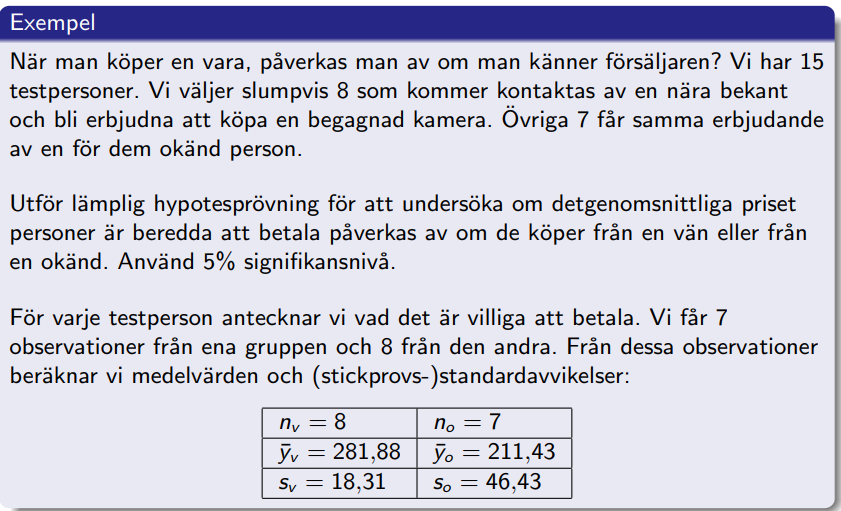 Exempel
När man köper en vara, påverkas man av om man känner försäljaren? Vi har 15
testpersoner. Vi väljer slumpvis 8 som kommer kontaktas av en nära bekant
och bli erbjudna att köpa en begagnad kamera. Övriga 7 får samma erbjudande
av en för dem okänd person.
Utför lämplig hypotesprövning för att undersöka om detgenomsnittliga priset
personer är beredda att betala påverkas av om de köper från en vän eller från
en okänd. Använd 5% signifikansnivå.
För varje testperson antecknar vi vad det är villiga att betala. Vi får 7
observationer från ena gruppen och 8 från den andra. Från dessa observationer
beräknar vi medelvärden och (stickprovs-)standardavvikelser:
n_v = 8 n_o = 7
ȳ_v = 281,88 ȳ_o = 211,43
s_v = 18,31 s_o = 46,43